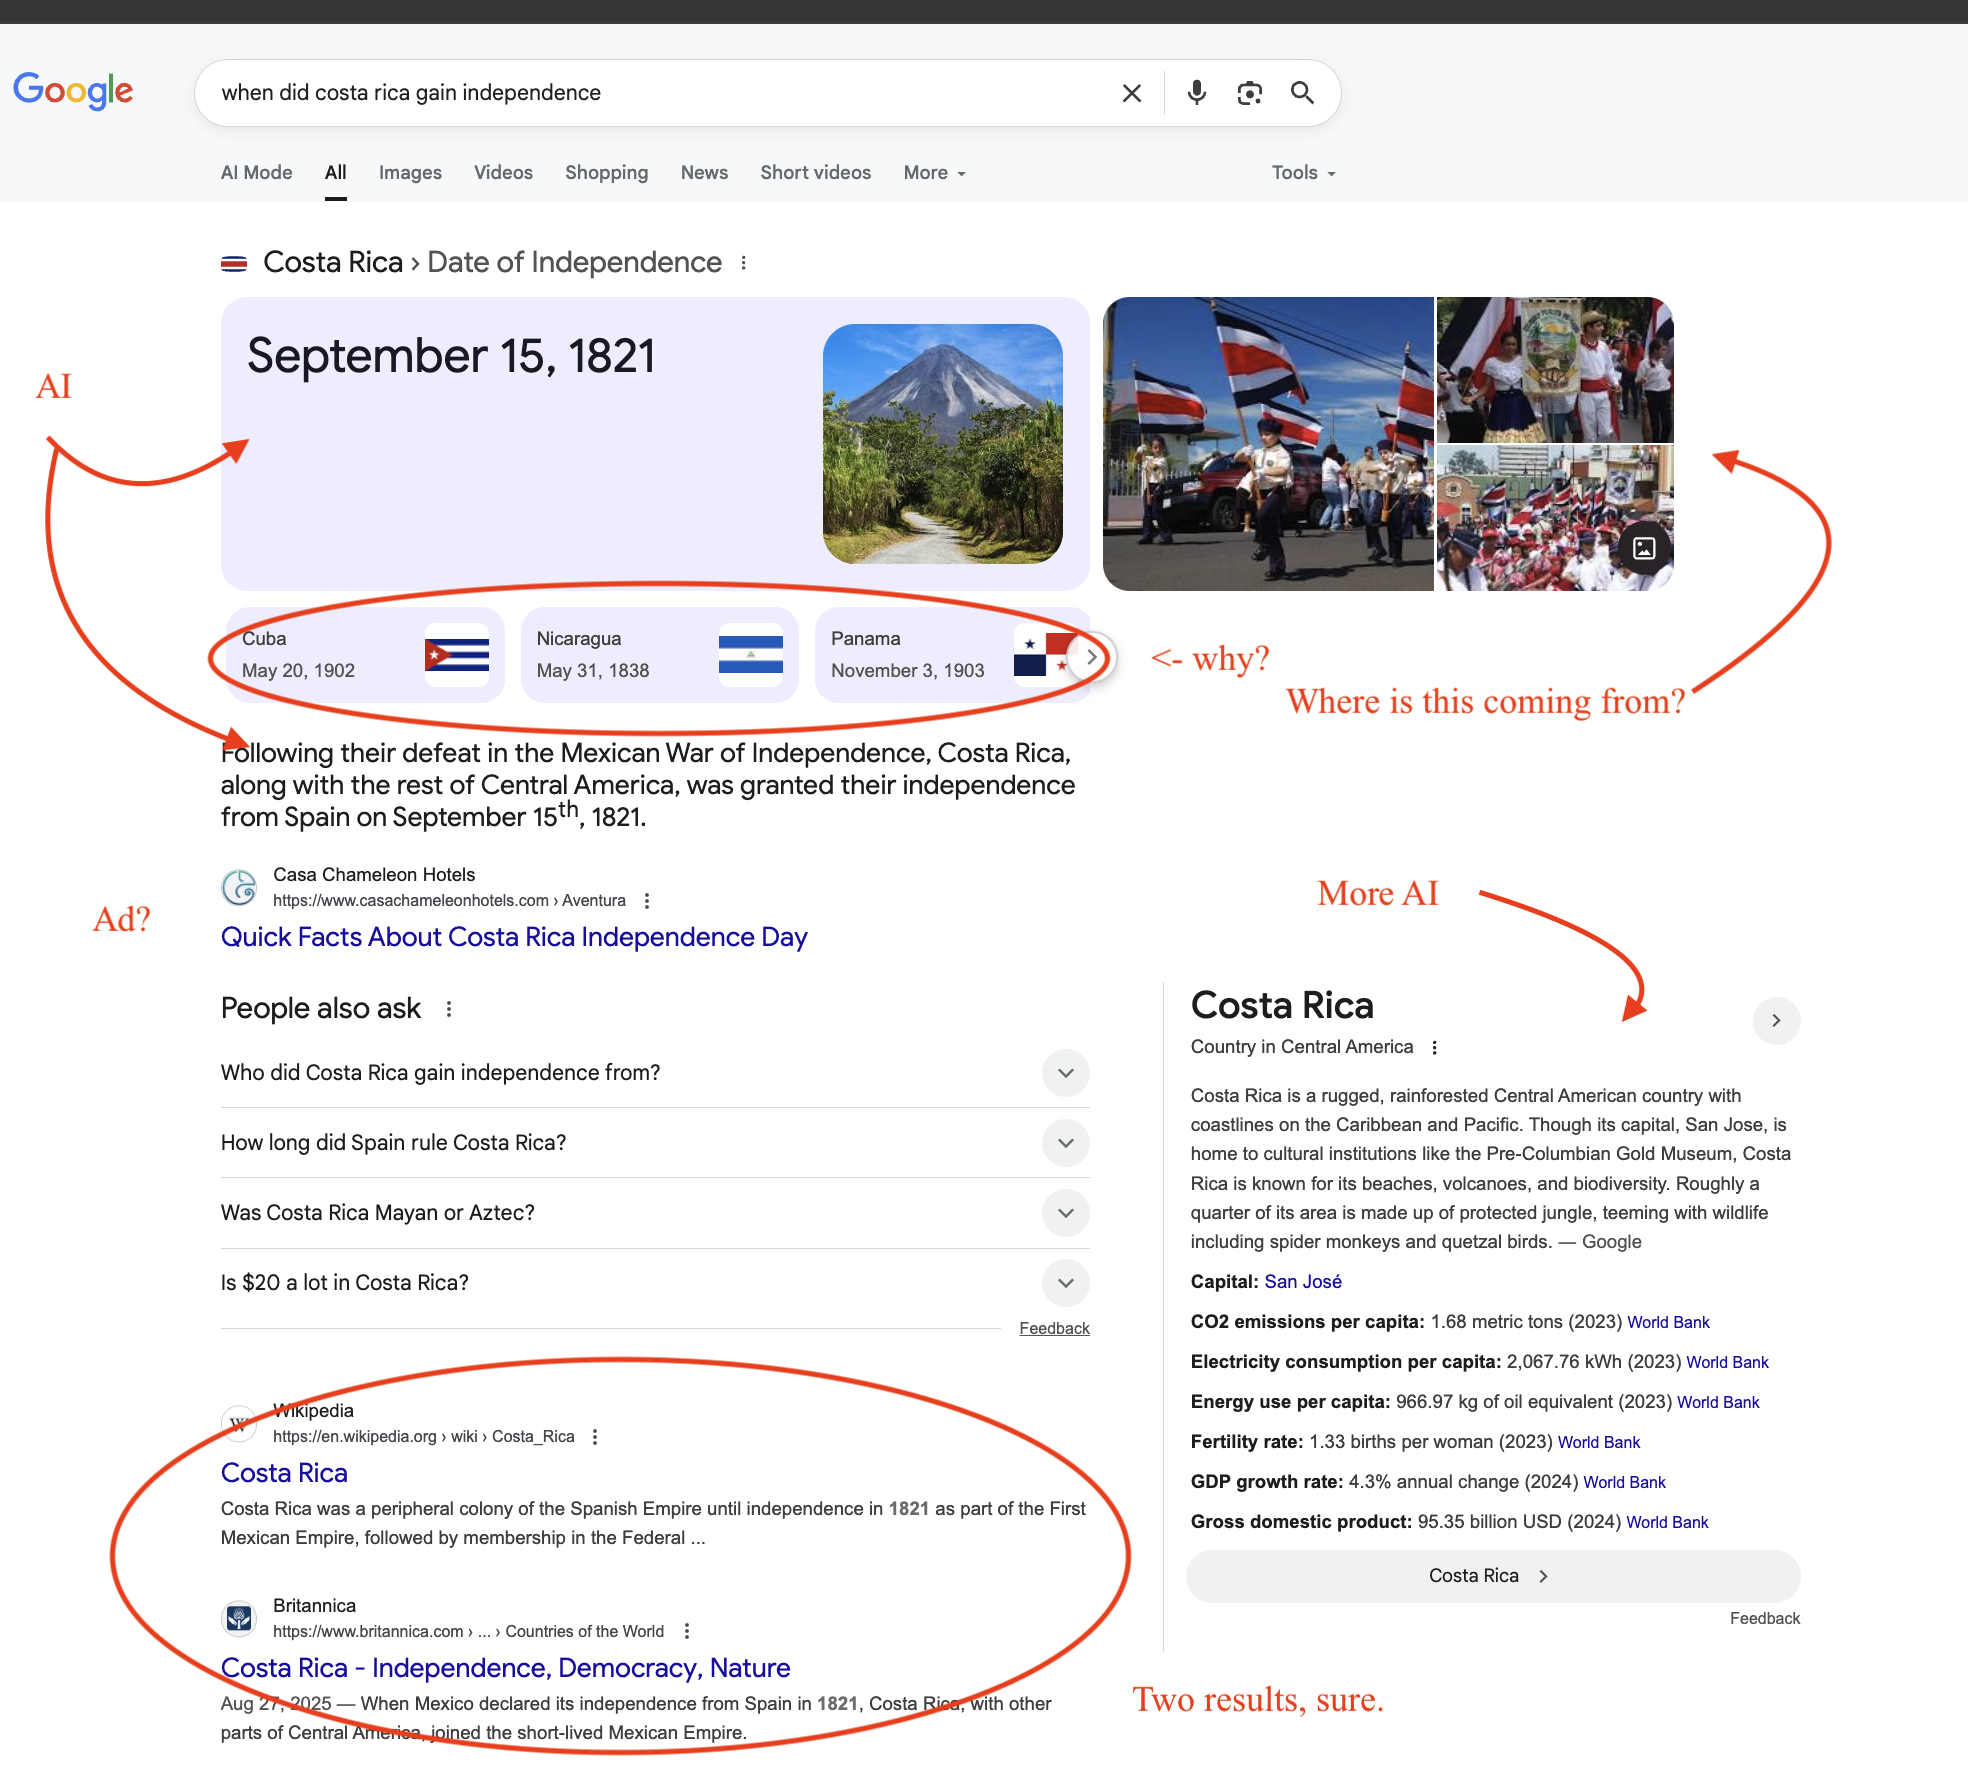 Google
when did costa rica gain independence
AI Mode All Images Videos Shopping News Short videos More Tools
Costa Rica › Date of Independence
September 15, 1821
AI
Cuba
May 20, 1902
Nicaragua
May 31, 1838
Panama
November 3, 1903
<- why?
Where is this coming from?
Following their defeat in the Mexican War of Independence, Costa Rica,
along with the rest of Central America, was granted their independence
from Spain on September 15th, 1821.
Casa Chameleon Hotels
https://www.casachameleonhotels.com › Aventura
Ad?
Quick Facts About Costa Rica Independence Day
People also ask
Who did Costa Rica gain independence from?
How long did Spain rule Costa Rica?
Was Costa Rica Mayan or Aztec?
Is $20 a lot in Costa Rica?
Feedback
Wikipedia
W
https://en.wikipedia.org › wiki › Costa_Rica
Costa Rica
Costa Rica was a peripheral colony of the Spanish Empire until independence in 1821 as part of the First
Mexican Empire, followed by membership in the Federal ...
Britannica
https://www.britannica.com › ... › Countries of the World
Costa Rica - Independence, Democracy, Nature
Aug 27, 2025 — When Mexico declared its independence from Spain in 1821, Costa Rica, with other
parts of Central America, joined the short-lived Mexican Empire.
Two results, sure.
More AI
Costa Rica
Country in Central America
Costa Rica is a rugged, rainforested Central American country with
coastlines on the Caribbean and Pacific. Though its capital, San Jose, is
home to cultural institutions like the Pre-Columbian Gold Museum, Costa
Rica is known for its beaches, volcanoes, and biodiversity. Roughly a
quarter of its area is made up of protected jungle, teeming with wildlife
including spider monkeys and quetzal birds. — Google
Capital: San José
CO2 emissions per capita: 1.68 metric tons (2023) World Bank
Electricity consumption per capita: 2,067.76 kWh (2023) World Bank
Energy use per capita: 966.97 kg of oil equivalent (2023) World Bank
Fertility rate: 1.33 births per woman (2023) World Bank
GDP growth rate: 4.3% annual change (2024) World Bank
Gross domestic product: 95.35 billion USD (2024) World Bank
Costa Rica
Feedback